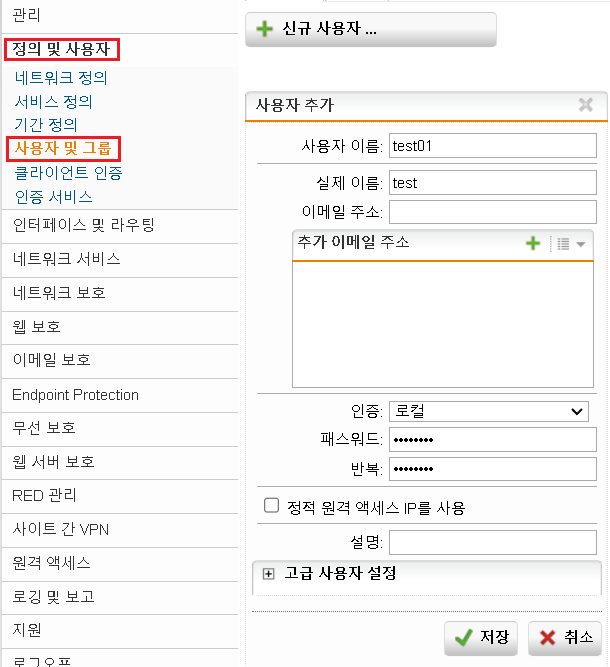 관리
정의 및 사용자
네트워크 정의
서비스 정의
기간 정의
사용자 및 그룹
클라이언트 인증
인증 서비스
인터페이스 및 라우팅
네트워크 서비스
네트워크 보호
웹 보호
이메일 보호
Endpoint Protection
무선 보호
웹 서버 보호
RED 관리
사이트 간 VPN
원격 액세스
로깅 및 보고
지원
로그오프
신규 사용자 ...
사용자 추가
사용자 이름: test01
실제 이름: test
이메일 주소:
추가 이메일 주소
인증: 로컬
패스워드: ••••••••
반복: ••••••••
정적 원격 액세스 IP를 사용
설명:
고급 사용자 설정
저장
취소